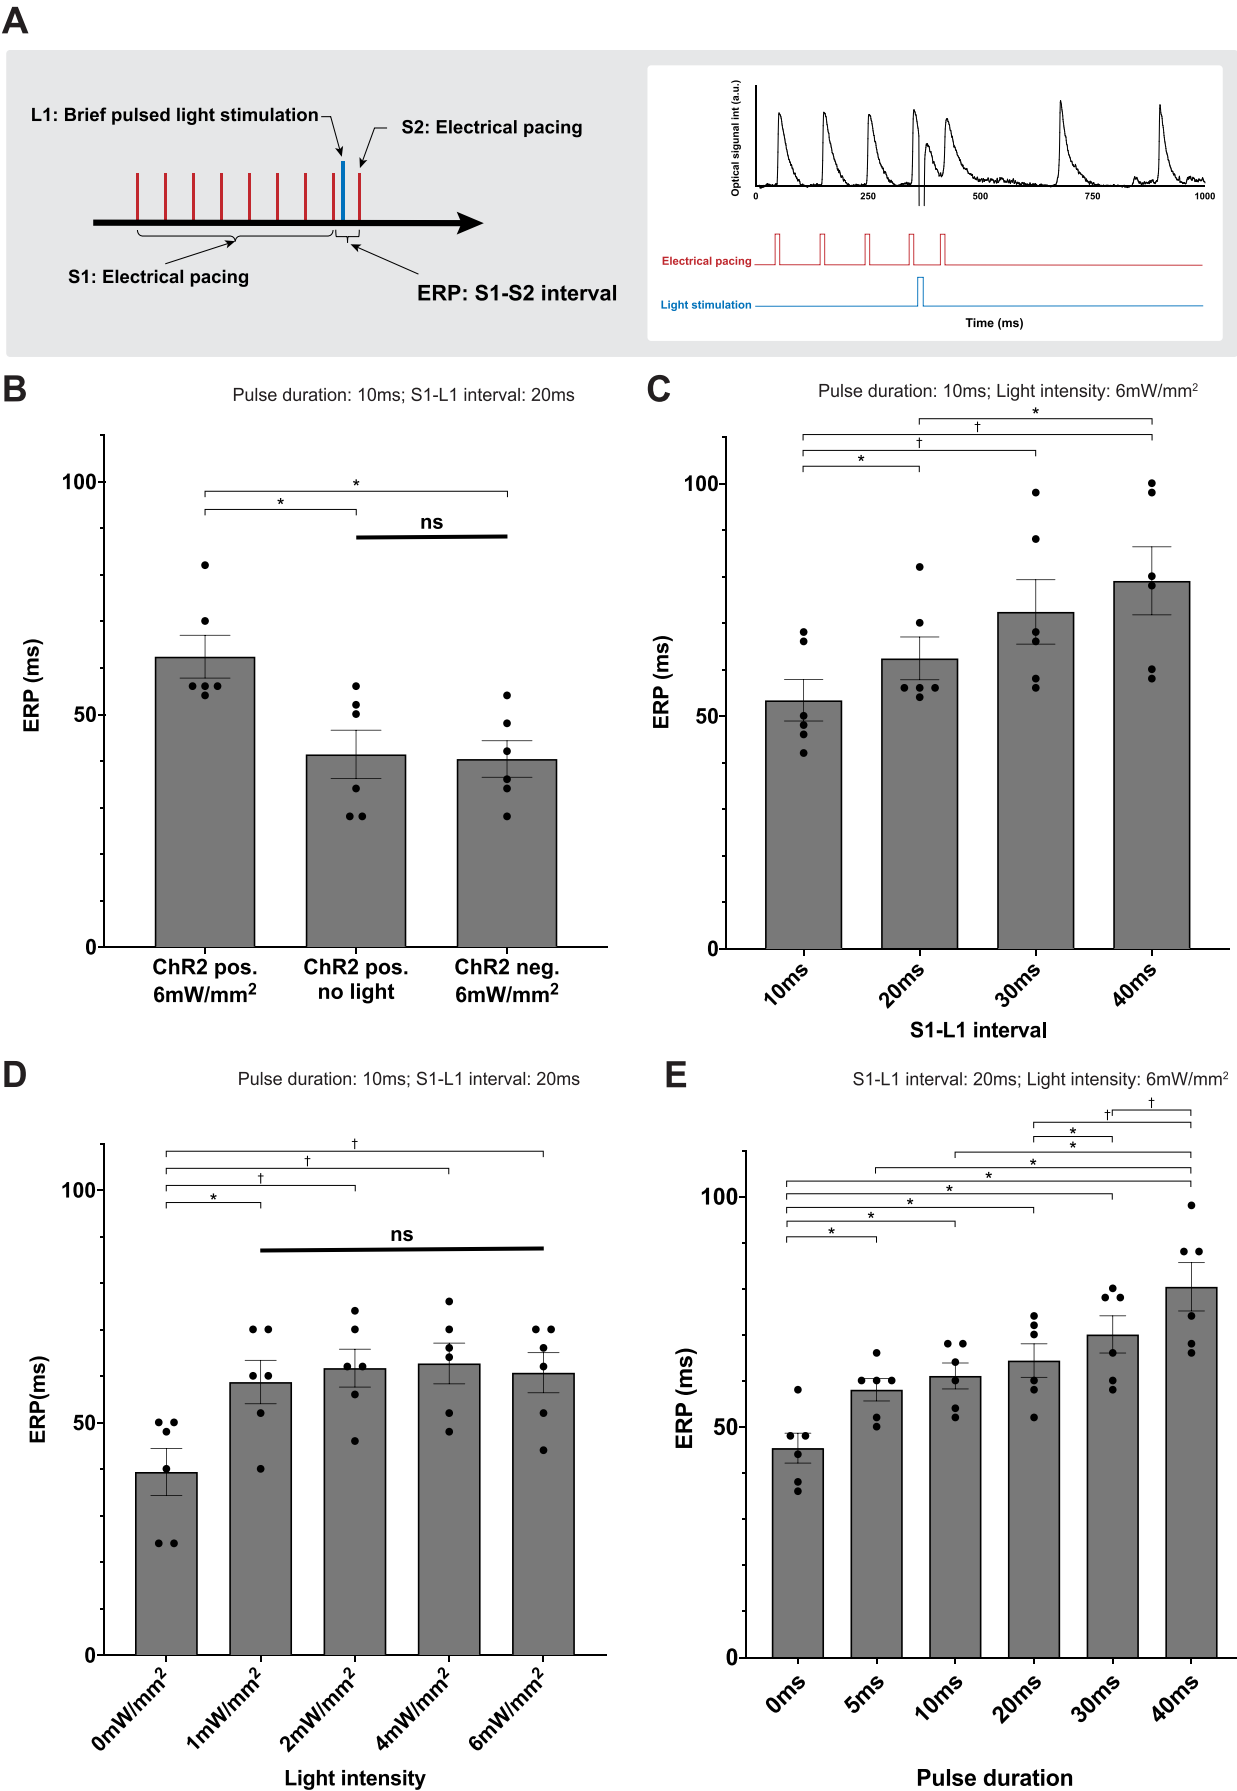 A
L1: Brief pulsed light stimulation
S2: Electrical pacing
S1: Electrical pacing
ERP: S1-S2 interval
Optical sigunal int (a.u.)
0 250 500 750 1000
Electrical pacing
Light stimulation
Time (ms)
B
Pulse duration: 10ms; S1-L1 interval: 20ms
ERP (ms)
100
50
0
*
*
ns
ChR2 pos.
6mW/mm²
ChR2 pos.
no light
ChR2 neg.
6mW/mm²
C
Pulse duration: 10ms; Light intensity: 6mW/mm²
*
†
†
*
ERP (ms)
100
50
0
10ms
20ms
30ms
40ms
S1-L1 interval
D
Pulse duration: 10ms; S1-L1 interval: 20ms
†
†
†
*
ns
ERP(ms)
100
50
0
0mW/mm²
1mW/mm²
2mW/mm²
4mW/mm²
6mW/mm²
Light intensity
E
S1-L1 interval: 20ms; Light intensity: 6mW/mm²
†
†
*
*
*
*
*
*
*
*
ERP (ms)
100
50
0
0ms
5ms
10ms
20ms
30ms
40ms
Pulse duration